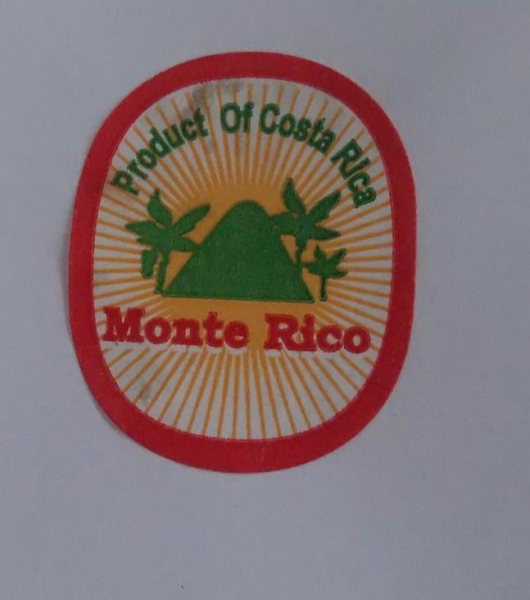 Product Of Costa Rica
Monte Rico